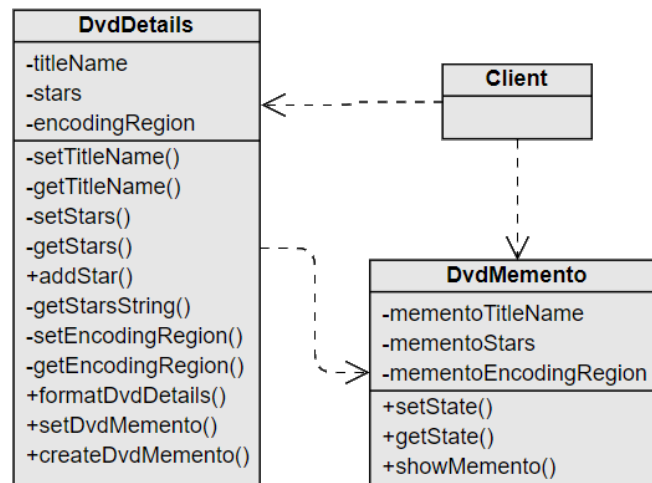 DvdDetails
-titleName
-stars
-encodingRegion
-setTitleName()
-getTitleName()
-setStars()
-getStars()
+addStar()
-getStarsString()
-setEncodingRegion()
-getEncodingRegion()
+formatDvdDetails()
+setDvdMemento()
+createDvdMemento()
Client
DvdMemento
-mementoTitleName
-mementoStars
-mementoEncodingRegion
+setState()
+getState()
+showMemento()